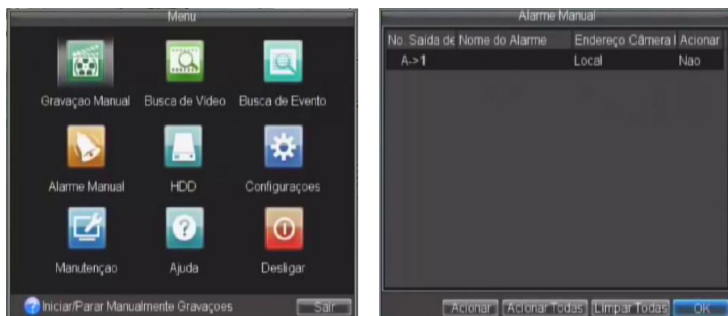 Menu
Gravaçao Manual
Busca de Video
Busca de Evento
Alarme Manual
HDD
Configuraçoes
Manutençao
Ajuda
Desligar
Iniciar/Parar Manualmente Gravaçoes
Sair
Alarme Manual
No. Saida de Nome do Alarme Endereço Câmera I Acionar
A->1 Local Nao
Acionar Acionar Todas Limpar Todas OK